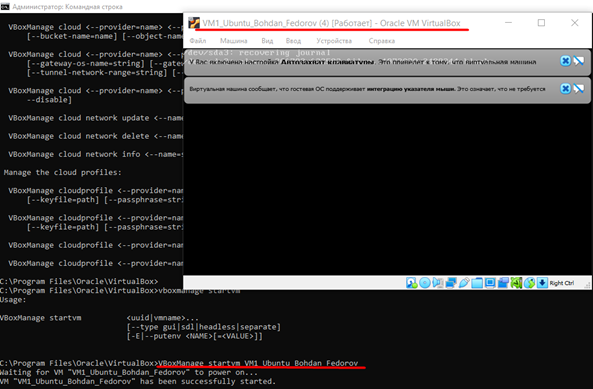 Администратор: Командная строка
VBoxManage cloud <--provider=name> <--
[--bucket-name=name] [--object-
[--gateway-os-name=string] [--gatew
[--tunnel-network-range=string] [--
VBoxManage cloud network setup <--name=
--disable]
VBoxManage cloud network update <--name
VBoxManage cloud network delete <--name
VBoxManage cloud network info <--name=s
Manage the cloud profiles:
VBoxManage cloudprofile <--provider=nam
[--keyfile=path] [--passphrase=stri
VBoxManage cloudprofile <--provider=nam
[--keyfile=path] [--passphrase=stri
VBoxManage cloudprofile <--provider=nam
VBoxManage cloudprofile <--provider=nam
C:\Program Files\Oracle\VirtualBox>
C:\Program Files\Oracle\VirtualBox>vboxmanage startvm
Usage:
VBoxManage startvm <uuid|vmname>...
[--type gui|sdl|headless|separate]
[-E|--putenv <NAME>[=<VALUE>]]
C:\Program Files\Oracle\VirtualBox>VBoxManage startvm VM1_Ubuntu_Bohdan_Fedorov
Waiting for VM "VM1_Ubuntu_Bohdan_Fedorov" to power on...
VM "VM1_Ubuntu_Bohdan_Fedorov" has been successfully started.
VM1_Ubuntu_Bohdan_Fedorov (4) [Работает] - Oracle VM VirtualBox
Файл Машина Вид Ввод Устройства Справка
/dev/sda3: recovering journal
У Вас включена настройка Автозахват клавиатуры. Это приведет к тому, что виртуальная машина
Виртуальная машина сообщает, что гостевая ОС поддерживает интеграцию указателя мыши. Это означает, что не требуется
Right Ctrl